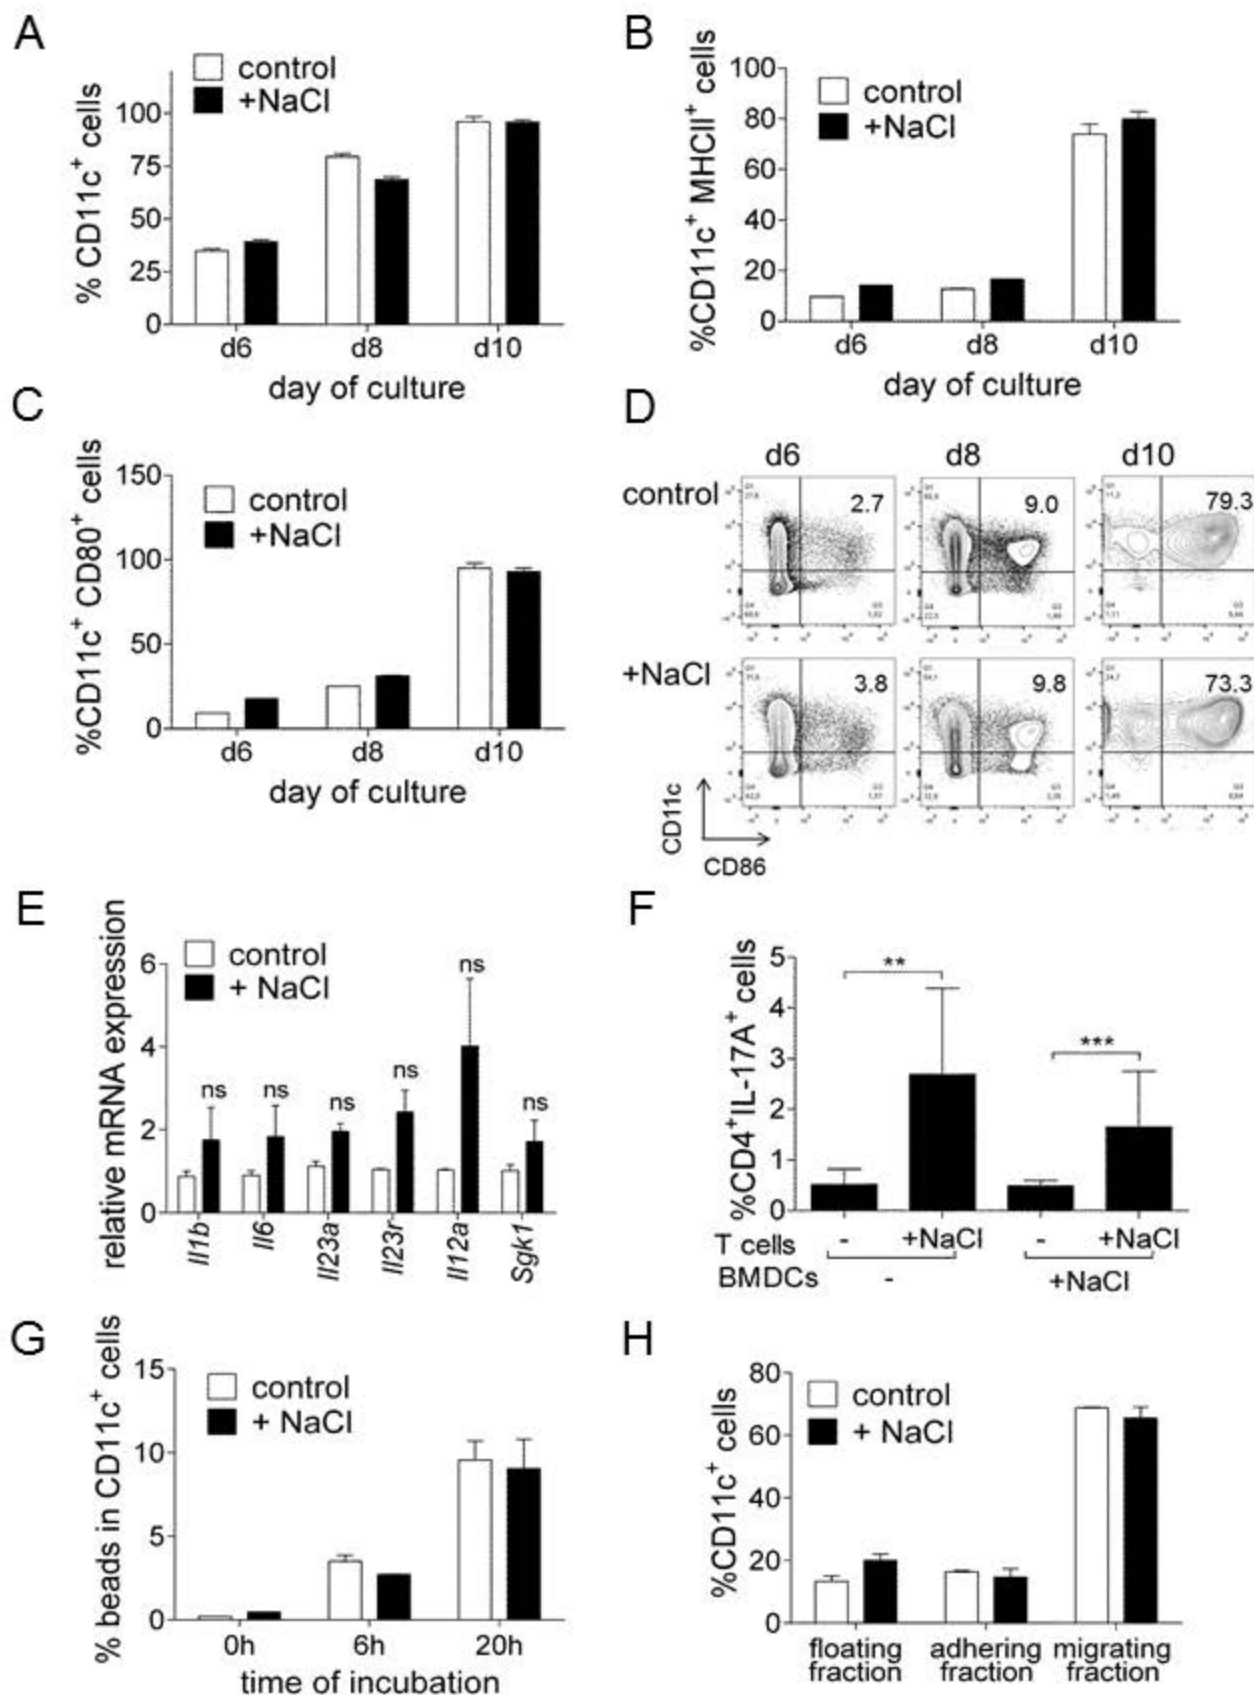 A
control
+NaCl
% CD11c⁺ cells
100
75
50
25
0
d6 d8 d10
day of culture
B
control
+NaCl
%CD11c⁺ MHCII⁺ cells
100
80
60
40
20
0
d6 d8 d10
day of culture
C
control
+NaCl
%CD11c⁺ CD80⁺ cells
150
100
50
0
d6 d8 d10
day of culture
D
d6 d8 d10
control
2.7 9.0 79.3
+NaCl
3.8 9.8 73.3
CD11c
CD86
E
control
+ NaCl
relative mRNA expression
6
4
2
0
ns ns ns ns ns ns
Il1b Il6 Il23a Il23r Il12a Sgk1
F
%CD4⁺IL-17A⁺ cells
5
4
3
2
1
0
** ***
T cells - +NaCl - +NaCl
BMDCs - +NaCl
G
control
+ NaCl
% beads in CD11c⁺ cells
15
10
5
0
0h 6h 20h
time of incubation
H
control
+ NaCl
%CD11c⁺ cells
80
60
40
20
0
floating adhering migrating
fraction fraction fraction